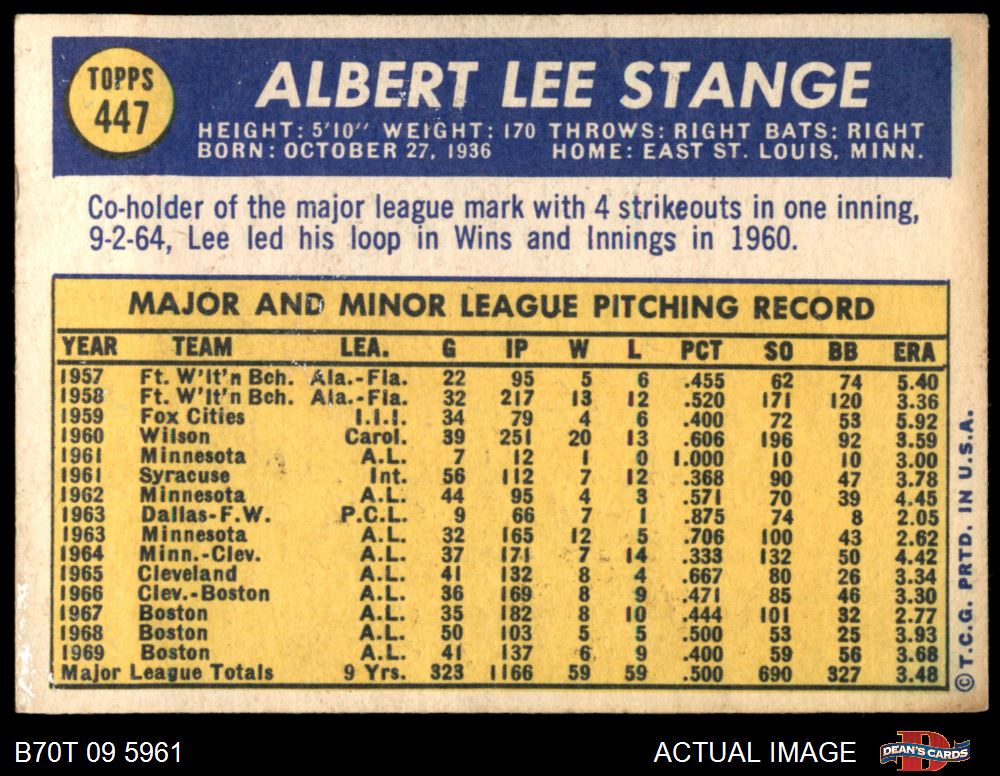 TOPPS
447
ALBERT LEE STANGE
HEIGHT: 5'10" WEIGHT: 170 THROWS: RIGHT BATS: RIGHT
BORN: OCTOBER 27, 1936 HOME: EAST ST. LOUIS, MINN.
Co-holder of the major league mark with 4 strikeouts in one inning,
9-2-64, Lee led his loop in Wins and Innings in 1960.
MAJOR AND MINOR LEAGUE PITCHING RECORD
YEAR TEAM LEA. G IP W L PCT SO BB ERA
1957 Ft. W'lt'n Bch. Ala.-Fla. 22 95 5 6 .455 62 74 5.40
1958 Ft. W'lt'n Bch. Ala.-Fla. 32 217 13 12 .520 171 120 3.36
1959 Fox Cities I.I.I. 34 79 4 6 .400 72 53 5.92
1960 Wilson Carol. 39 251 20 13 .606 196 92 3.59
1961 Minnesota A.L. 7 12 1 0 1.000 10 10 3.00
1961 Syracuse Int. 56 112 7 12 .368 90 47 3.78
1962 Minnesota A.L. 44 95 4 3 .571 70 39 4.45
1963 Dallas-F.W. P.C.L. 9 66 7 1 .875 74 8 2.05
1963 Minnesota A.L. 32 165 12 5 .706 100 43 2.62
1964 Minn.-Clev. A.L. 37 171 7 14 .333 132 50 4.42
1965 Cleveland A.L. 41 132 8 4 .667 80 26 3.34
1966 Clev.-Boston A.L. 36 169 8 9 .471 85 46 3.30
1967 Boston A.L. 35 182 8 10 .444 101 32 2.77
1968 Boston A.L. 50 103 5 5 .500 53 25 3.93
1969 Boston A.L. 41 137 6 9 .400 59 56 3.68
Major League Totals 9 Yrs. 323 1166 59 59 .500 690 327 3.48
© T.C.G. PRTD. IN U.S.A.
B70T 09 5961
ACTUAL IMAGE
DEAN'S CARDS